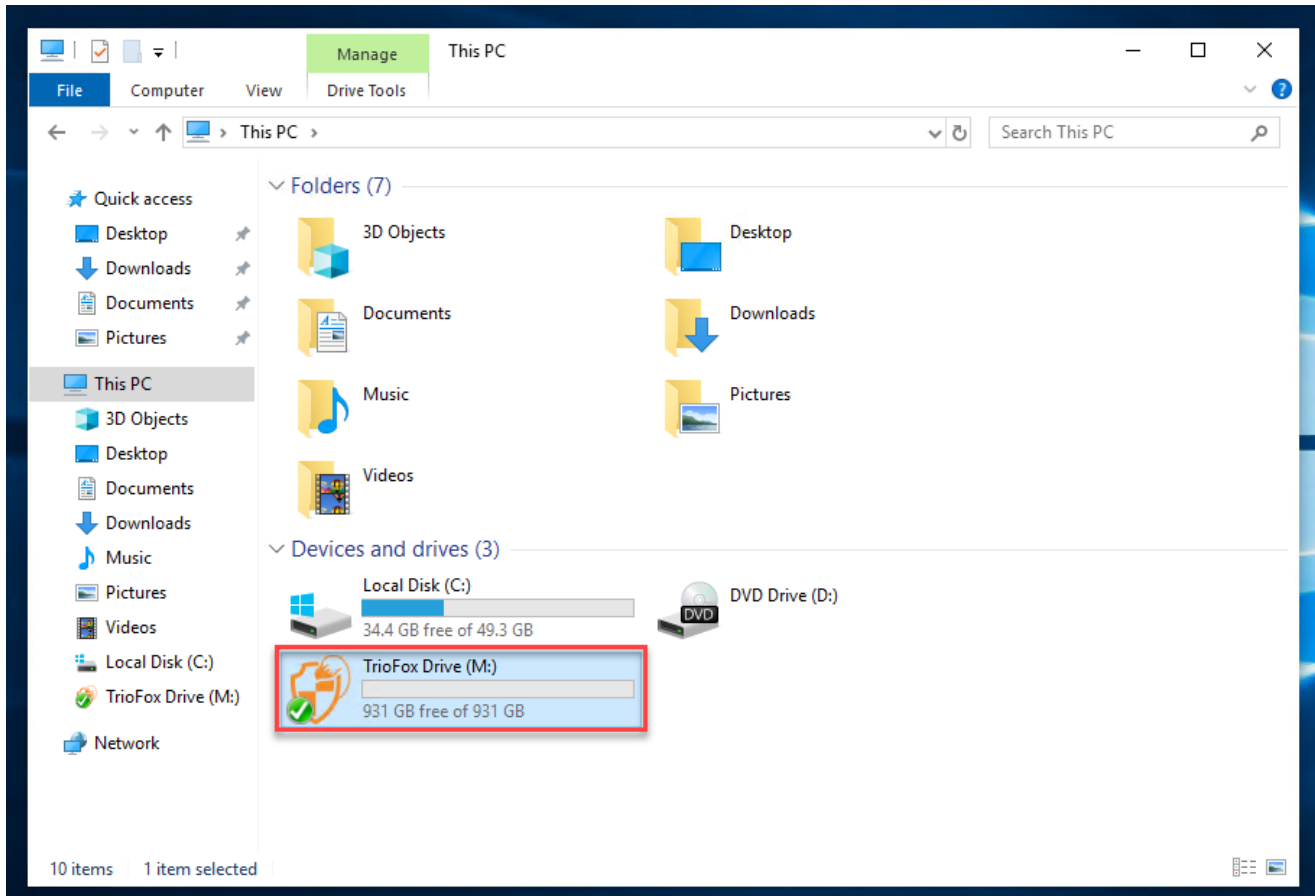 Manage This PC
File Computer View Drive Tools
This PC Search This PC
Quick access
Desktop
Downloads
Documents
Pictures
This PC
3D Objects
Desktop
Documents
Downloads
Music
Pictures
Videos
Local Disk (C:)
TrioFox Drive (M:)
Network
Folders (7)
3D Objects Desktop
Documents Downloads
Music Pictures
Videos
Devices and drives (3)
Local Disk (C:)
34.4 GB free of 49.3 GB
DVD
DVD Drive (D:)
TrioFox Drive (M:)
931 GB free of 931 GB
10 items 1 item selected